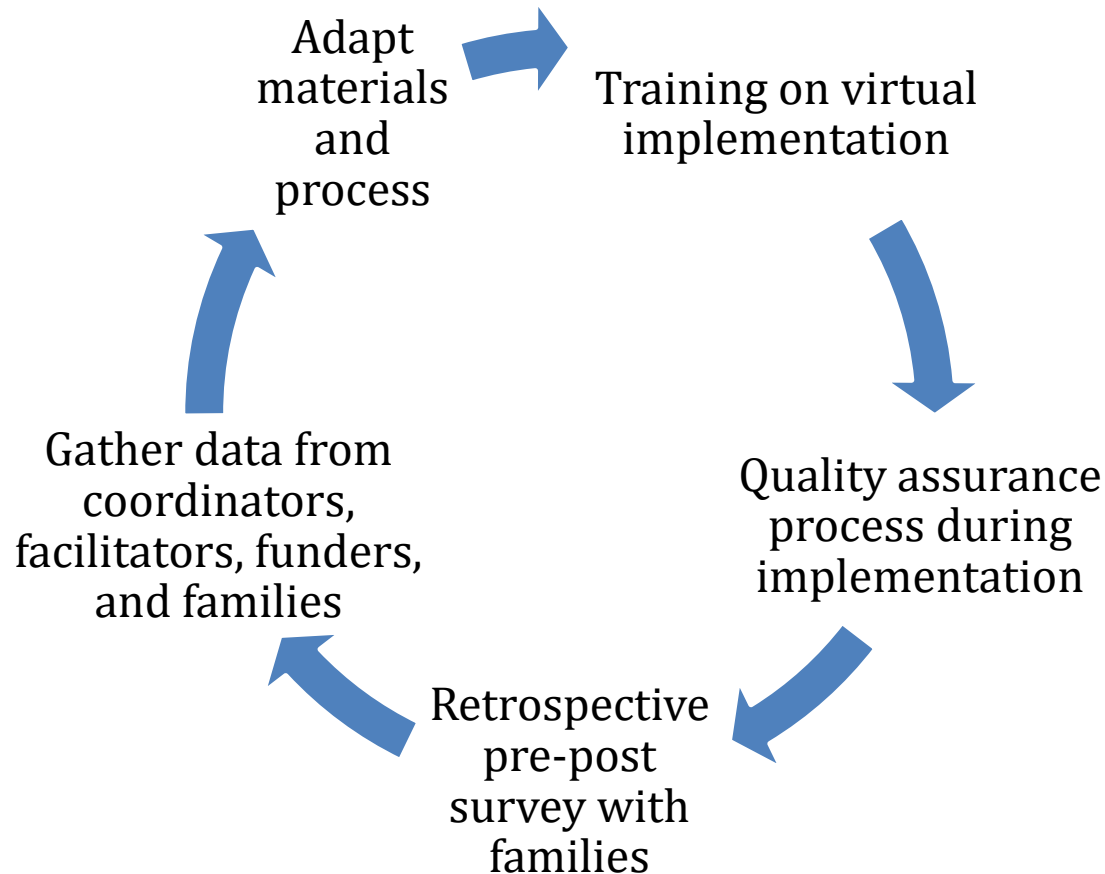 Adapt
materials
and
process
Training on virtual
implementation
Quality assurance
process during
implementation
Retrospective
pre-post
survey with
families
Gather data from
coordinators,
facilitators, funders,
and families